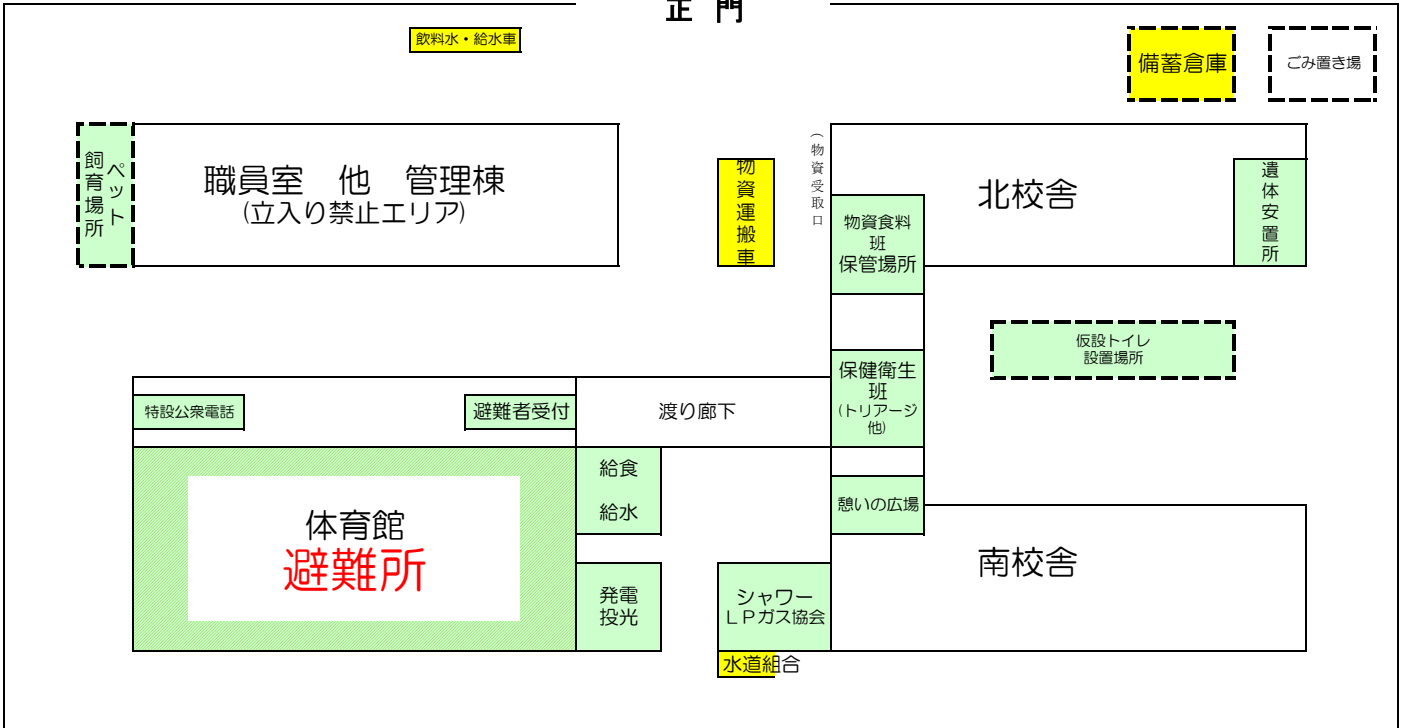 正 門
飲料水・給水車
備蓄倉庫
ごみ置き場
ペット
飼育場所
職員室 他 管理棟
(立入り禁止エリア)
物資運搬車
（物資受取口
物資食料
班
保管場所
北校舎
遺体安置所
仮設トイレ
設置場所
保健衛生
班
(トリアージ
他)
特設公衆電話
避難者受付
渡り廊下
給食
給水
憩いの広場
体育館
避難所
南校舎
発電
投光
シャワー
ＬＰガス協会
水道組合